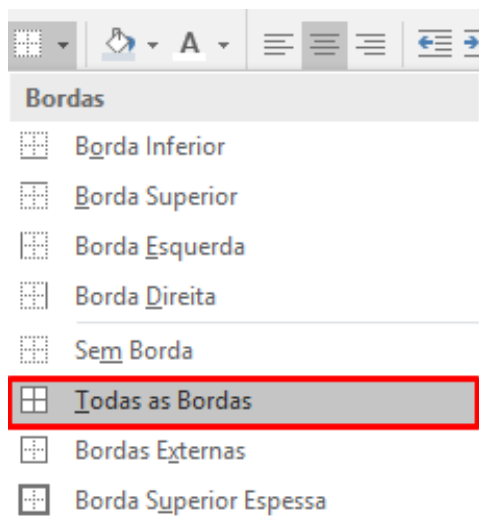 A
Bordas
Borda Inferior
Borda Superior
Borda Esquerda
Borda Direita
Sem Borda
Todas as Bordas
Bordas Externas
Borda Superior Espessa